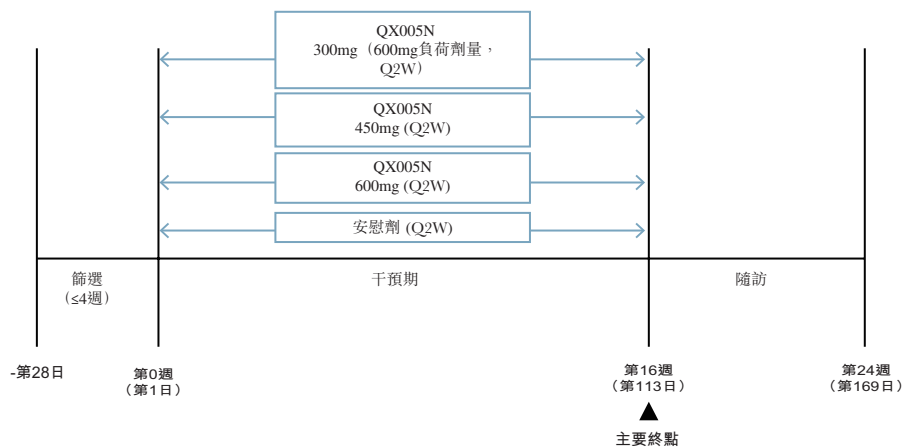 QX005N
300mg（600mg負荷劑量，
Q2W）
QX005N
450mg (Q2W)
QX005N
600mg (Q2W)
安慰劑 (Q2W)
篩選
（≤4週）
干預期
隨訪
-第28日
第0週
（第1日）
第16週
（第113日）
第24週
（第169日）
主要終點